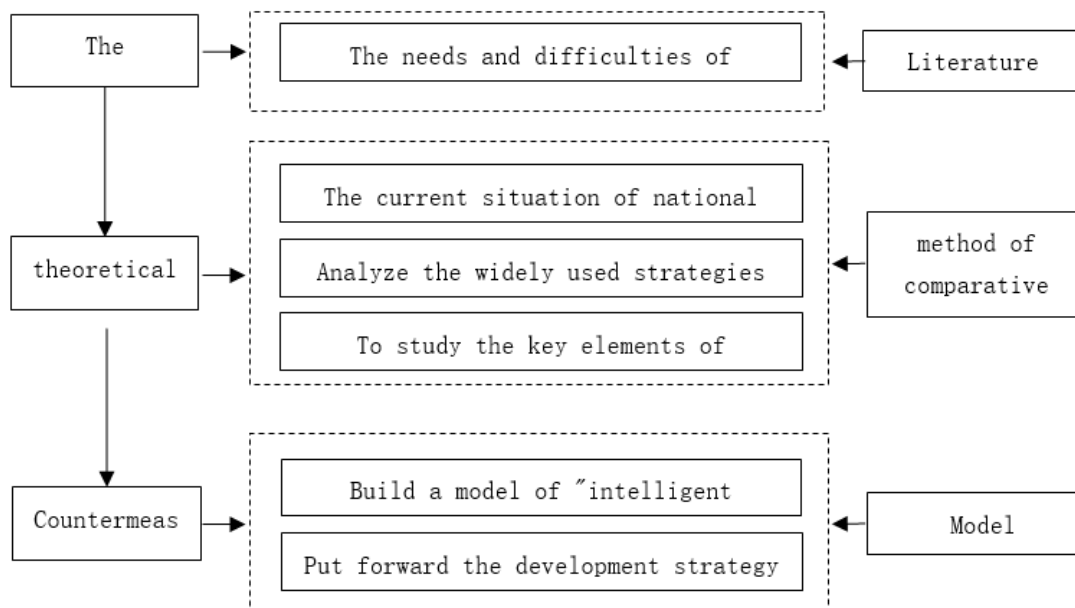 The
The needs and difficulties of
Literature
The current situation of national
theoretical
Analyze the widely used strategies
method of
comparative
To study the key elements of
Build a model of "intelligent
Countermeas
Model
Put forward the development strategy